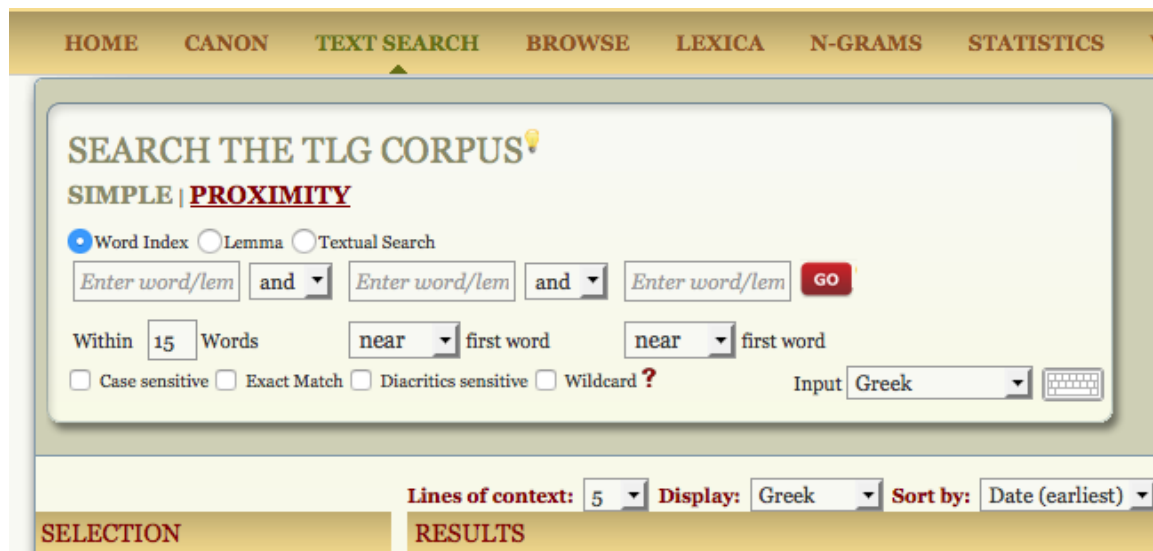 HOME CANON TEXT SEARCH BROWSE LEXICA N-GRAMS STATISTICS
SEARCH THE TLG CORPUS
SIMPLE | PROXIMITY
Word Index Lemma Textual Search
Enter word/lem and Enter word/lem and Enter word/lem GO
Within 15 Words near first word near first word
Case sensitive Exact Match Diacritics sensitive Wildcard ? Input Greek
Lines of context: 5 Display: Greek Sort by: Date (earliest)
SELECTION RESULTS